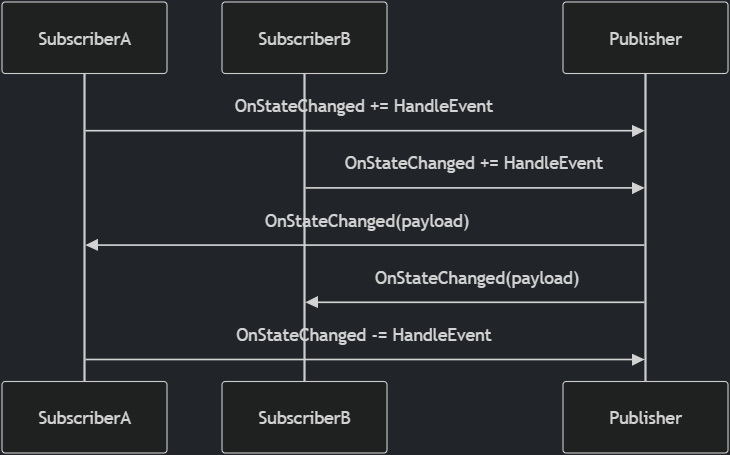 SubscriberA
SubscriberB
Publisher
OnStateChanged += HandleEvent
OnStateChanged += HandleEvent
OnStateChanged(payload)
OnStateChanged(payload)
OnStateChanged -= HandleEvent
SubscriberA
SubscriberB
Publisher